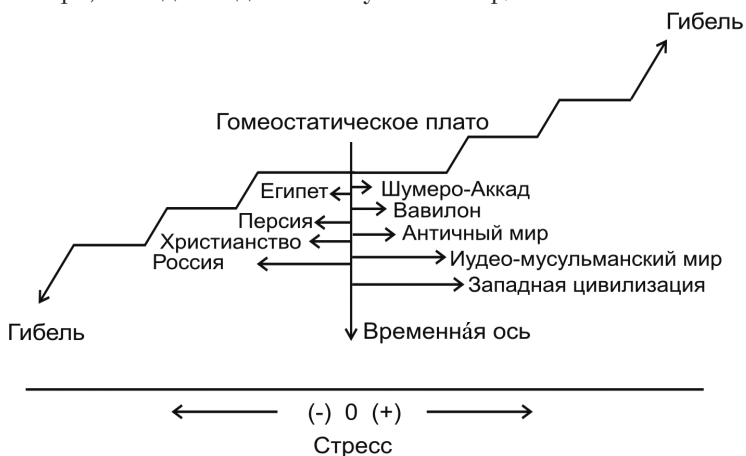 Гибель
Гомеостатическое плато
Египет
Шумеро-Аккад
Вавилон
Персия
Античный мир
Христианство
Иудео-мусульманский мир
Россия
Западная цивилизация
Гибель
Временна́я ось
(-) 0 (+)
Стресс